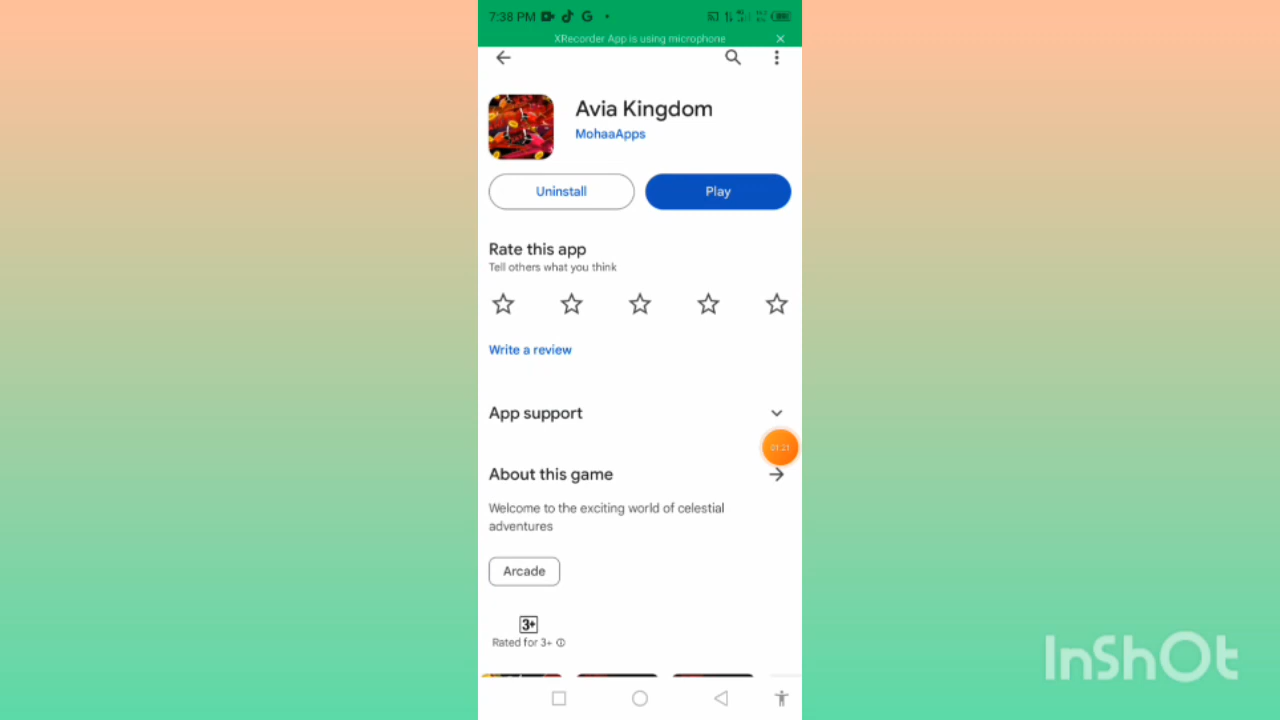 7:38 PM
XRecorder App is using microphone
Avia Kingdom
MohaaApps
Uninstall
Play
Rate this app
Tell others what you think
Write a review
App support
01:21
About this game
Welcome to the exciting world of celestial
adventures
Arcade
3+
Rated for 3+
InShOt